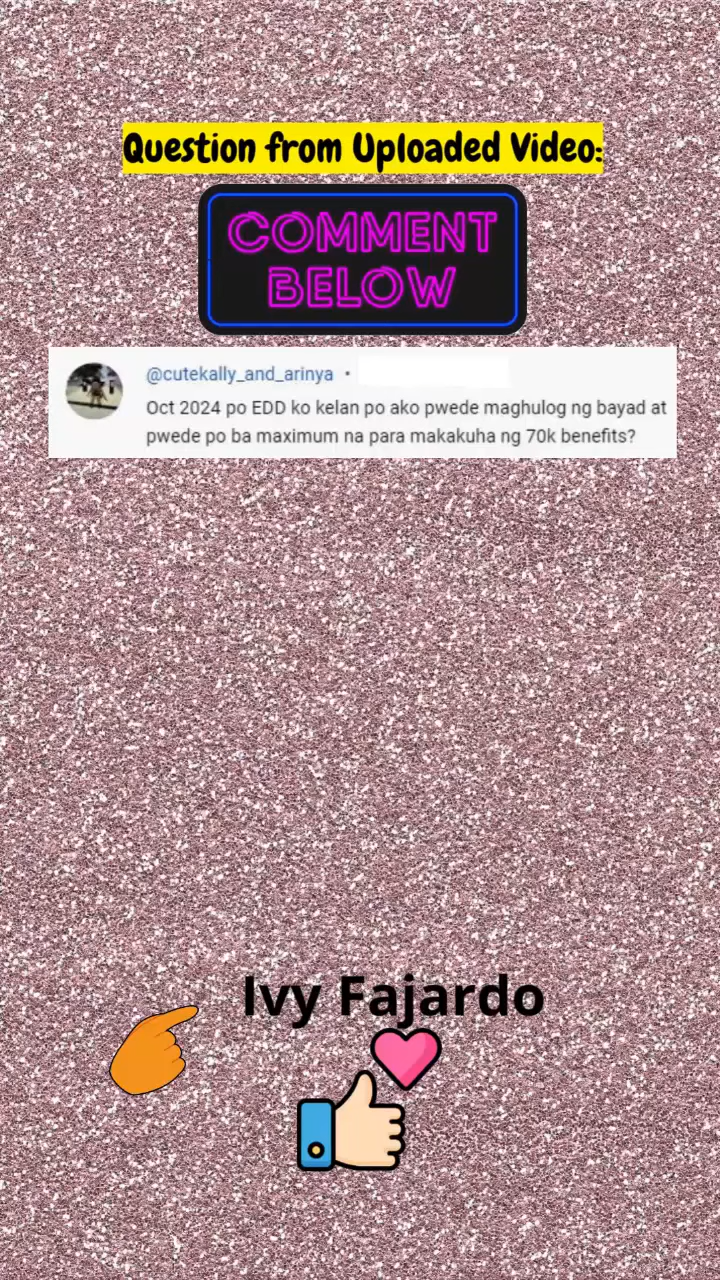 Question from Uploaded Video:
COMMENT
BELOW
@cutekally_and_arinya •
Oct 2024 po EDD ko kelan po ako pwede maghulog ng bayad at
pwede po ba maximum na para makakuha ng 70k benefits?
Ivy Fajardo